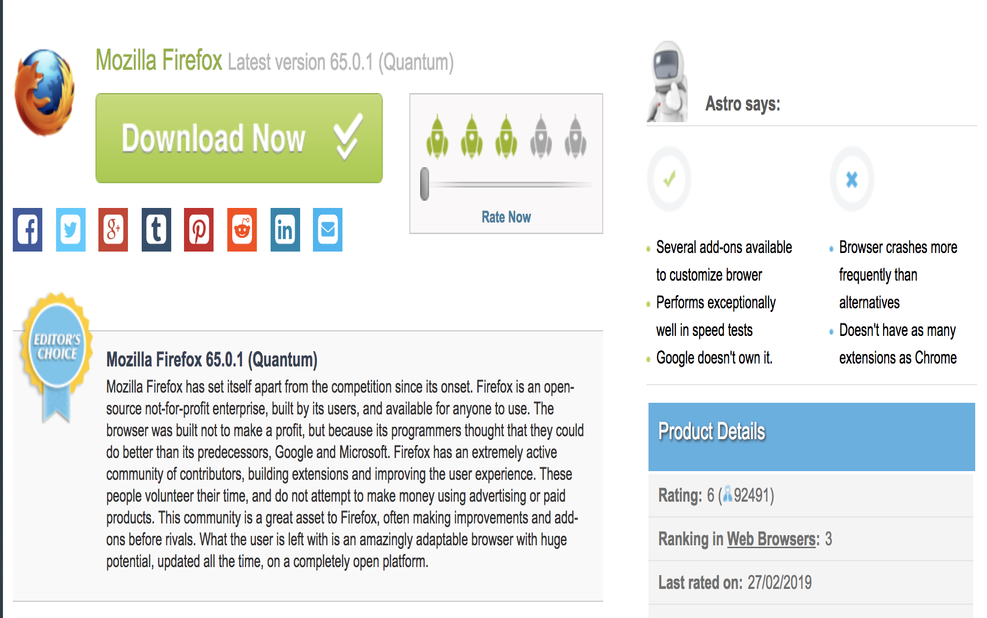 Mozilla Firefox Latest version 65.0.1 (Quantum)
Download Now
Rate Now
EDITOR'S
CHOICE
Mozilla Firefox 65.0.1 (Quantum)
Mozilla Firefox has set itself apart from the competition since its onset. Firefox is an open-
source not-for-profit enterprise, built by its users, and available for anyone to use. The
browser was built not to make a profit, but because its programmers thought that they could
do better than its predecessors, Google and Microsoft. Firefox has an extremely active
community of contributors, building extensions and improving the user experience. These
people volunteer their time, and do not attempt to make money using advertising or paid
products. This community is a great asset to Firefox, often making improvements and add-
ons before rivals. What the user is left with is an amazingly adaptable browser with huge
potential, updated all the time, on a completely open platform.
Astro says:
Several add-ons available
to customize brower
Performs exceptionally
well in speed tests
Google doesn't own it.
Browser crashes more
frequently than
alternatives
Doesn't have as many
extensions as Chrome
Product Details
Rating: 6 (92491)
Ranking in Web Browsers: 3
Last rated on: 27/02/2019